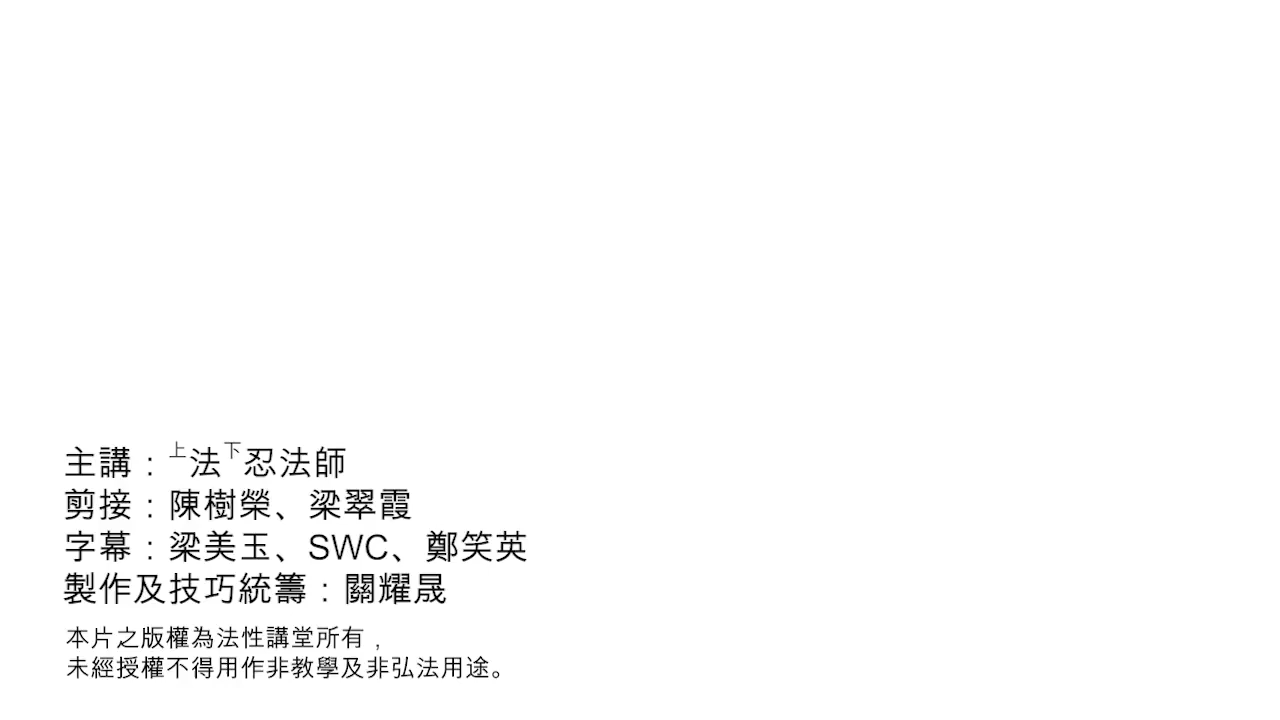 主講：上法下忍法師
剪接：陳樹榮、梁翠霞
字幕：梁美玉、SWC、鄭笑英
製作及技巧統籌：關耀晟
本片之版權為法性講堂所有，
未經授權不得用作非教學及非弘法用途。